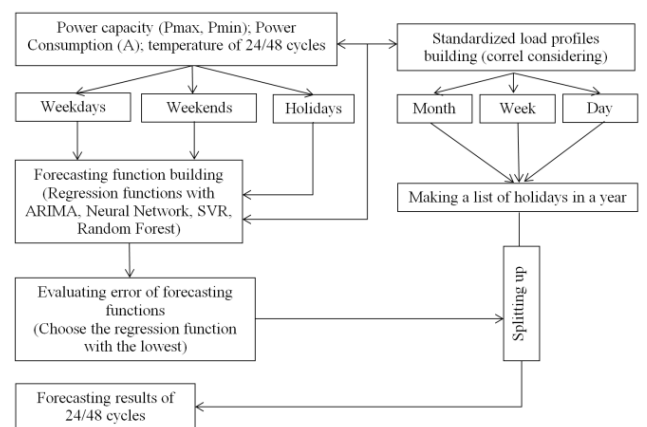 Power capacity (Pmax, Pmin); Power
Consumption (A); temperature of 24/48 cycles
Standardized load profiles
building (correl considering)
Weekdays
Weekends
Holidays
Month
Week
Day
Forecasting function building
(Regression functions with
ARIMA, Neural Network, SVR,
Random Forest)
Making a list of holidays in a year
Evaluating error of forecasting
functions
(Choose the regression function
with the lowest)
Splitting up
Forecasting results of
24/48 cycles